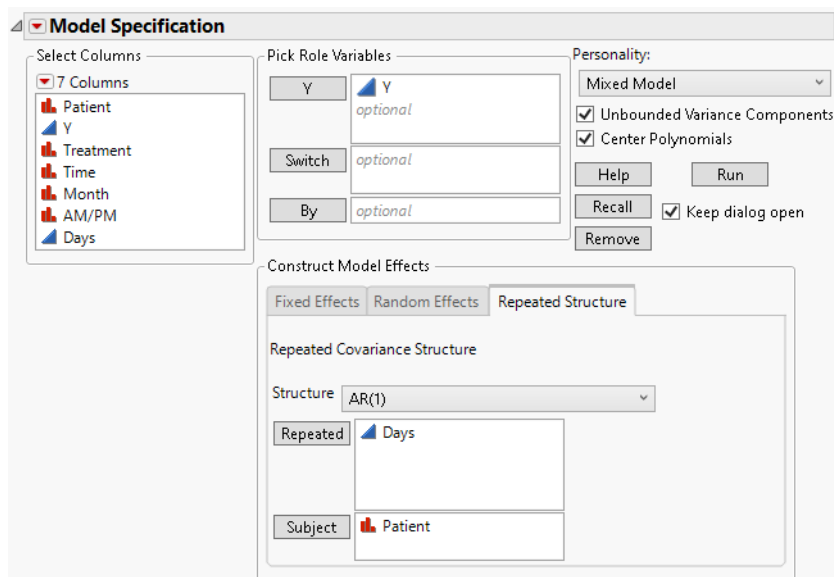 Model Specification
Select Columns
7 Columns
Patient
Y
Treatment
Time
Month
AM/PM
Days
Pick Role Variables
Y
Y
optional
Switch
optional
By
optional
Personality:
Mixed Model
Unbounded Variance Components
Center Polynomials
Help
Run
Recall
Keep dialog open
Remove
Construct Model Effects
Fixed Effects
Random Effects
Repeated Structure
Repeated Covariance Structure
Structure
AR(1)
Repeated
Days
Subject
Patient